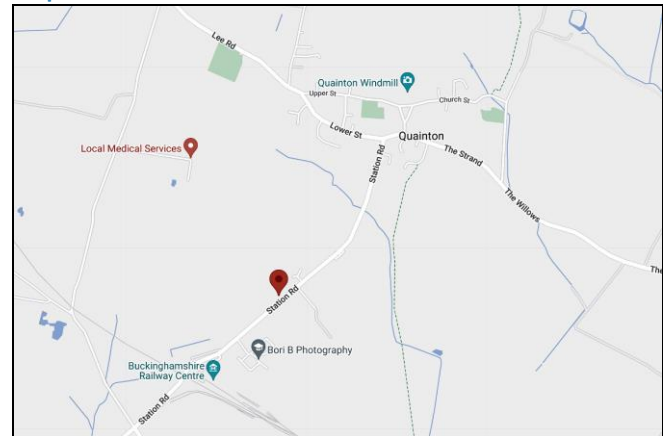 Lee Rd
Quainton Windmill
Upper St
Church St
Lower St
Quainton
Local Medical Services
The Strand
Station Rd
The Willows
The
Station Rd
Bori B Photography
Buckinghamshire
Railway Centre
Station Rd